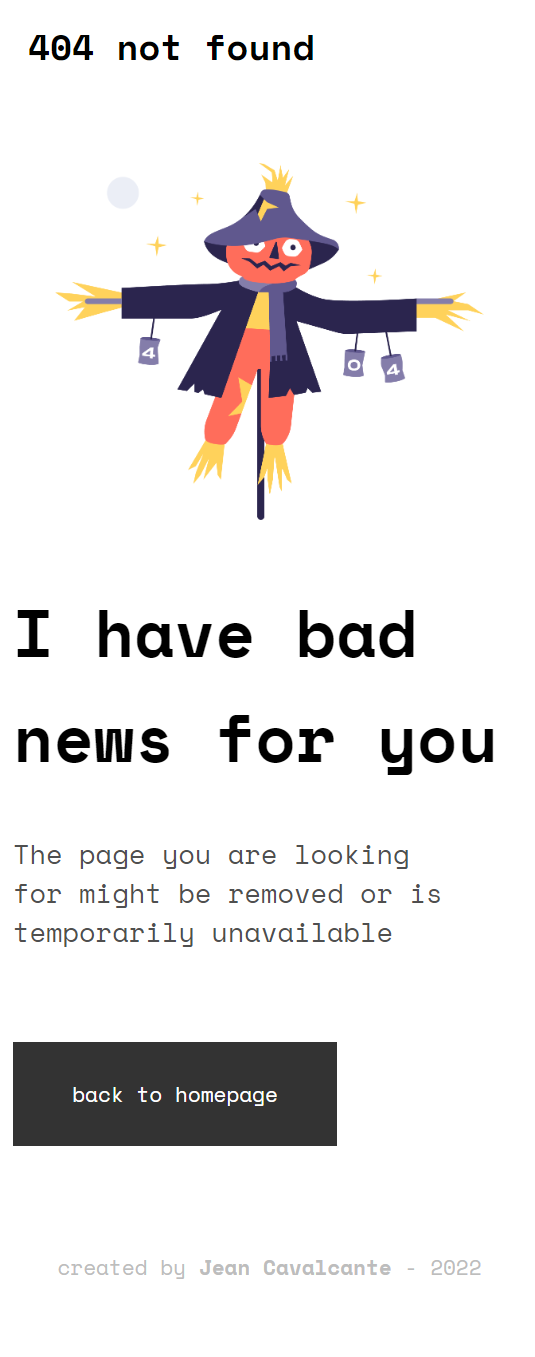 404 not found
4
0
4
I have bad
news for you
The page you are looking
for might be removed or is
temporarily unavailable
back to homepage
created by Jean Cavalcante - 2022